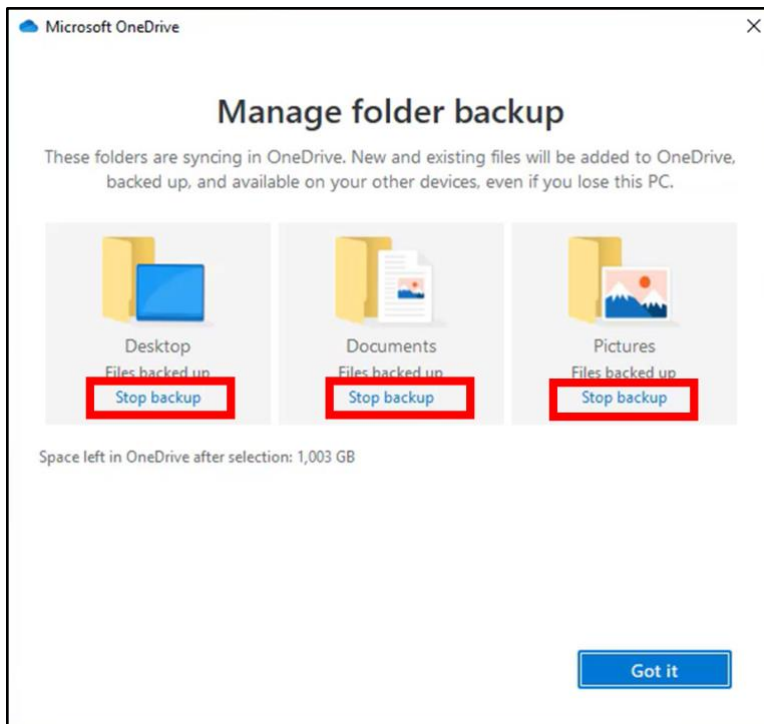 Microsoft OneDrive
Manage folder backup
These folders are syncing in OneDrive. New and existing files will be added to OneDrive,
backed up, and available on your other devices, even if you lose this PC.
Desktop
Files backed up
Stop backup
Documents
Files backed up
Stop backup
Pictures
Files backed up
Stop backup
Space left in OneDrive after selection: 1,003 GB
Got it